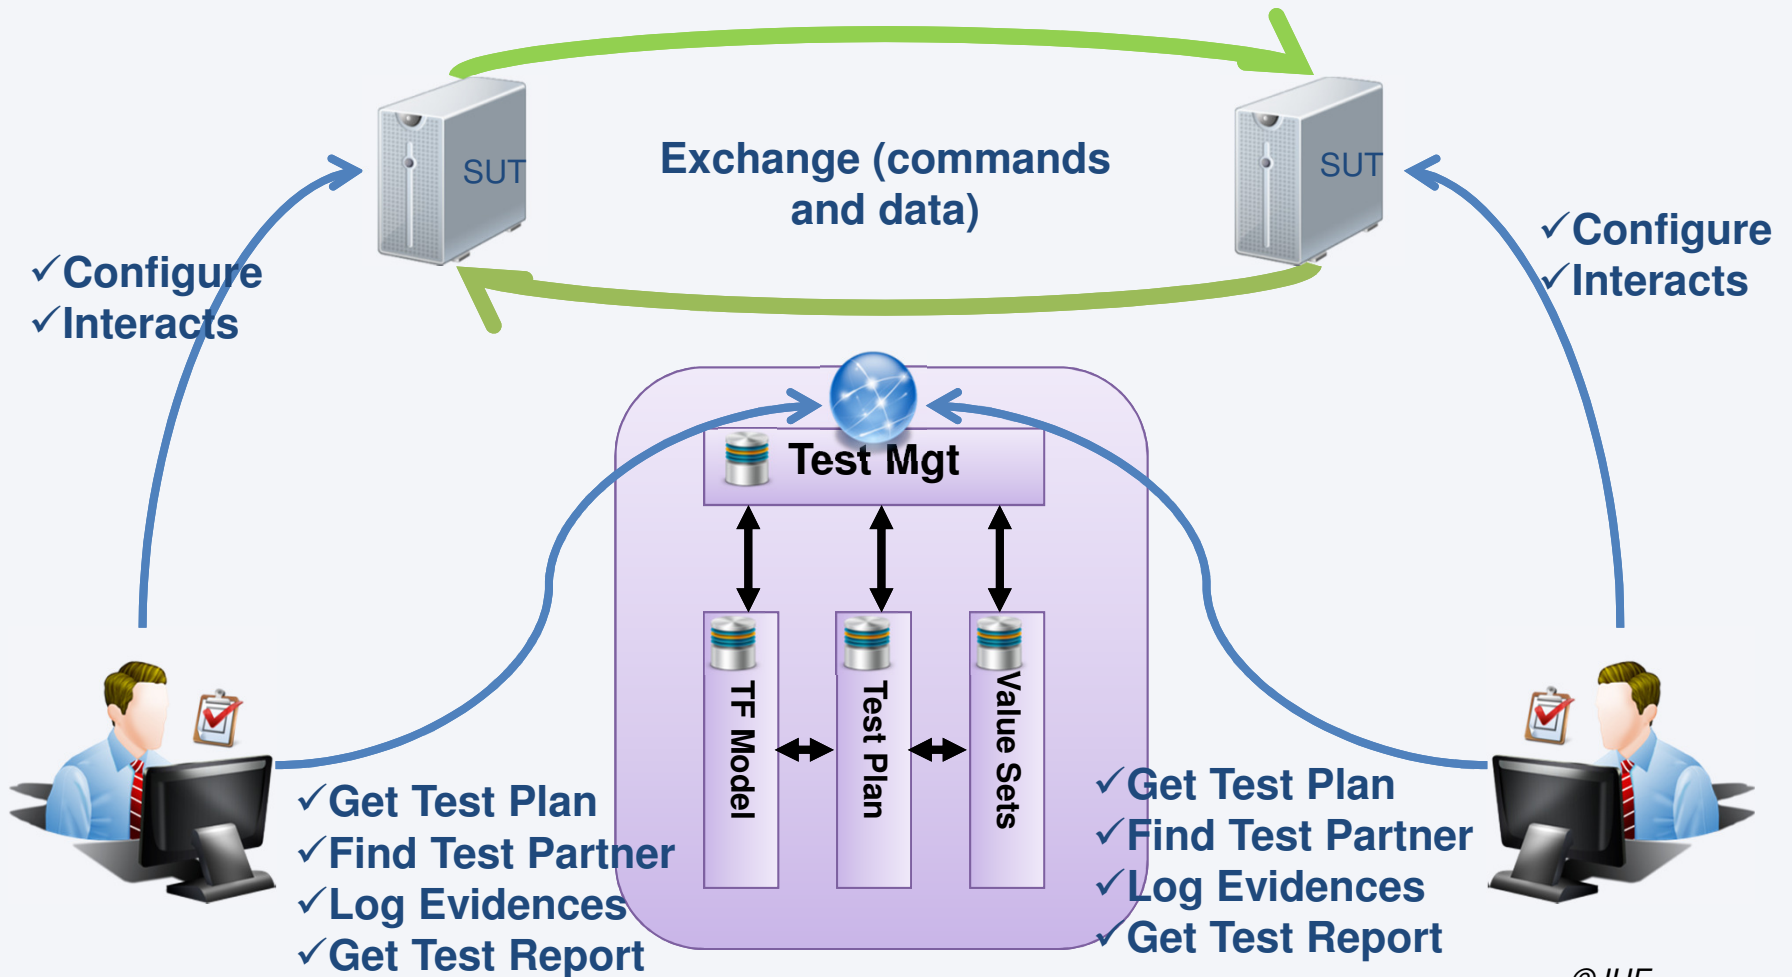 SUT
Exchange (commands
and data)
SUT
✓Configure
✓Interacts
✓Configure
✓Interacts
Test Mgt
TF Model
Test Plan
Value Sets
✓Get Test Plan
✓Find Test Partner
✓Log Evidences
✓Get Test Report
✓Get Test Plan
✓Find Test Partner
✓Log Evidences
✓Get Test Report